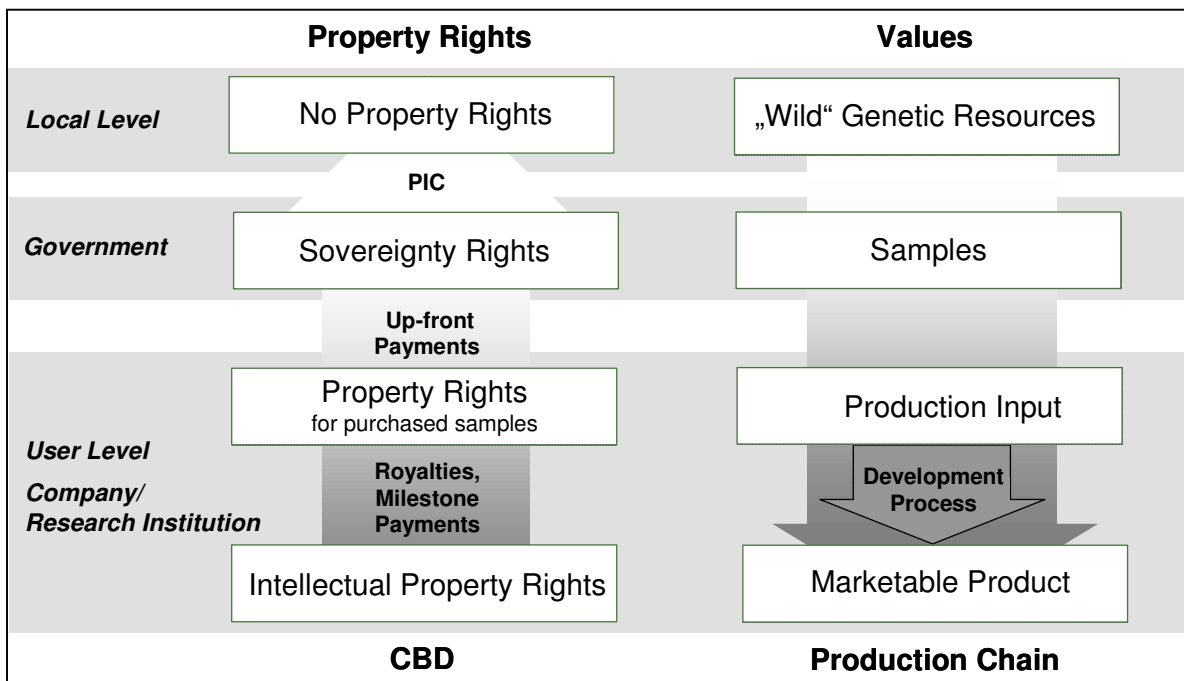 Property Rights
Values
Local Level
No Property Rights
„Wild“ Genetic Resources
PIC
Government
Sovereignty Rights
Samples
Up-front
Payments
User Level
Company/
Research Institution
Property Rights
for purchased samples
Production Input
Royalties,
Milestone
Payments
Development
Process
Intellectual Property Rights
Marketable Product
CBD
Production Chain